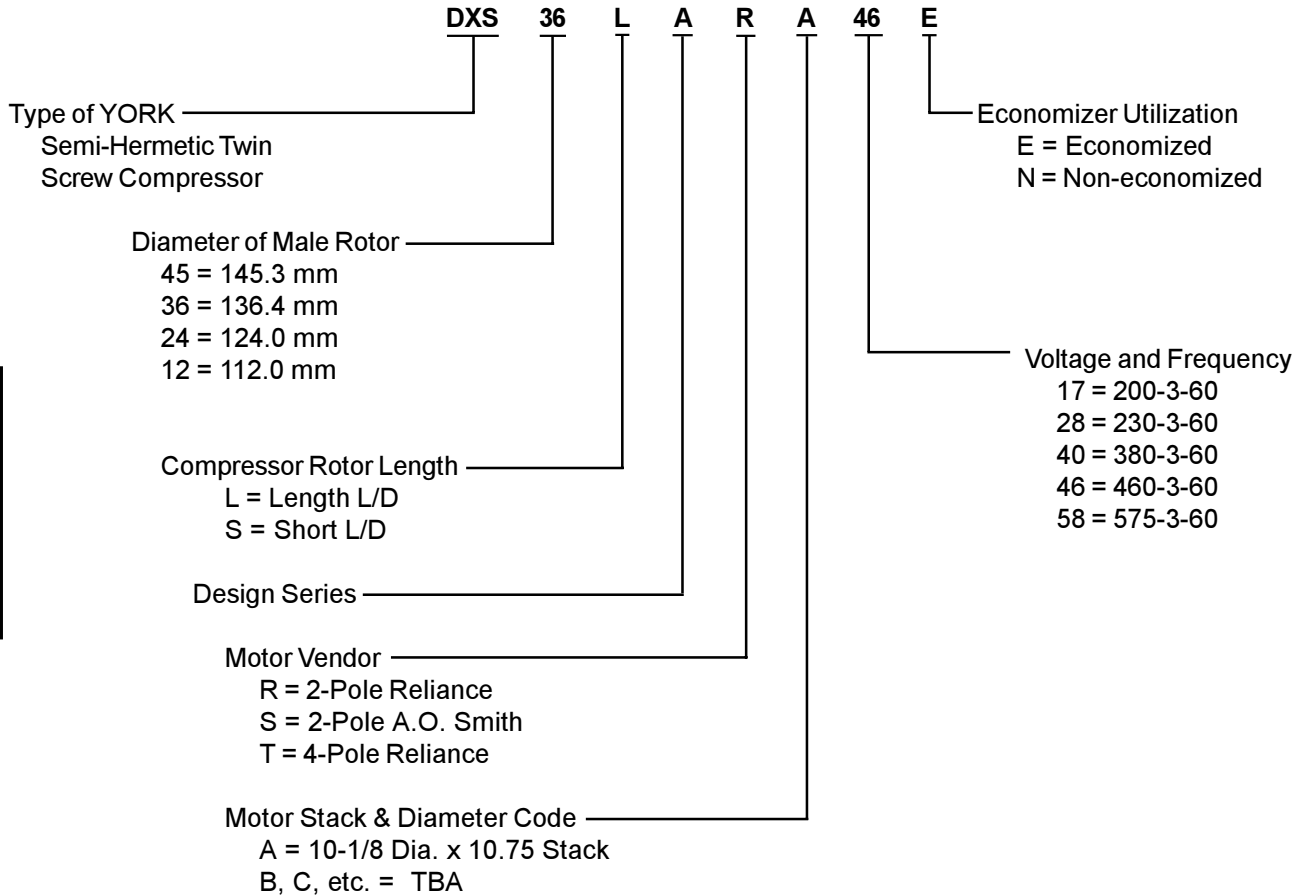 DXS 36 L A R A 46 E
Type of YORK
Semi-Hermetic Twin
Screw Compressor
Diameter of Male Rotor
45 = 145.3 mm
36 = 136.4 mm
24 = 124.0 mm
12 = 112.0 mm
Compressor Rotor Length
L = Length L/D
S = Short L/D
Design Series
Motor Vendor
R = 2-Pole Reliance
S = 2-Pole A.O. Smith
T = 4-Pole Reliance
Motor Stack & Diameter Code
A = 10-1/8 Dia. x 10.75 Stack
B, C, etc. = TBA
Economizer Utilization
E = Economized
N = Non-economized
Voltage and Frequency
17 = 200-3-60
28 = 230-3-60
40 = 380-3-60
46 = 460-3-60
58 = 575-3-60